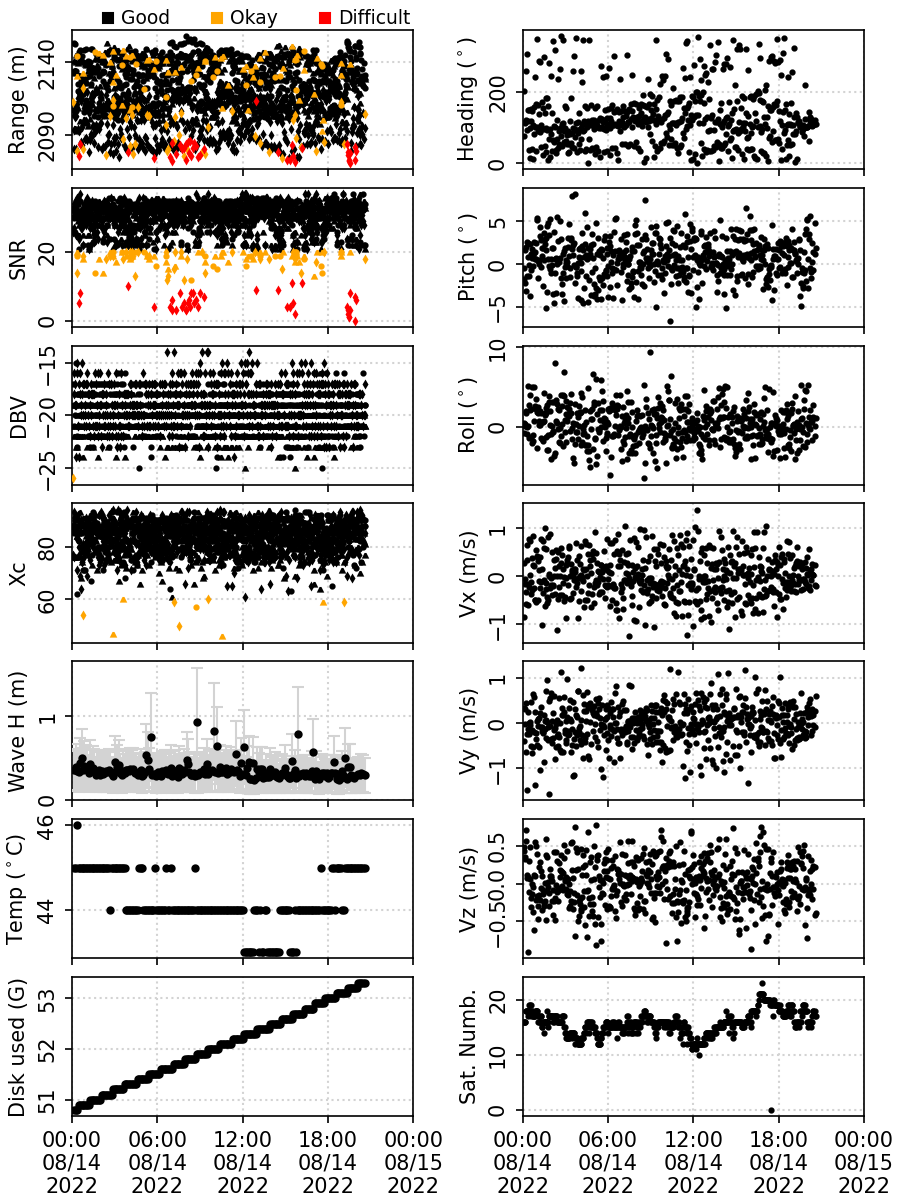 Good Okay Difficult
Range (m)
2140
2090
Heading (°)
200
0
SNR
20
0
Pitch (°)
5
0
−5
DBV
−15
−20
−25
Roll (°)
10
0
Xc
80
60
Vx (m/s)
1
0
−1
Wave H (m)
1
0
Vy (m/s)
1
0
−1
Temp (°C)
46
44
Vz (m/s)
0.5
0.0
−0.5
Disk used (G)
53
52
51
Sat. Numb.
20
10
0
00:00 06:00 12:00 18:00 00:00
08/14 08/14 08/14 08/14 08/15
2022 2022 2022 2022 2022
00:00 06:00 12:00 18:00 00:00
08/14 08/14 08/14 08/14 08/15
2022 2022 2022 2022 2022